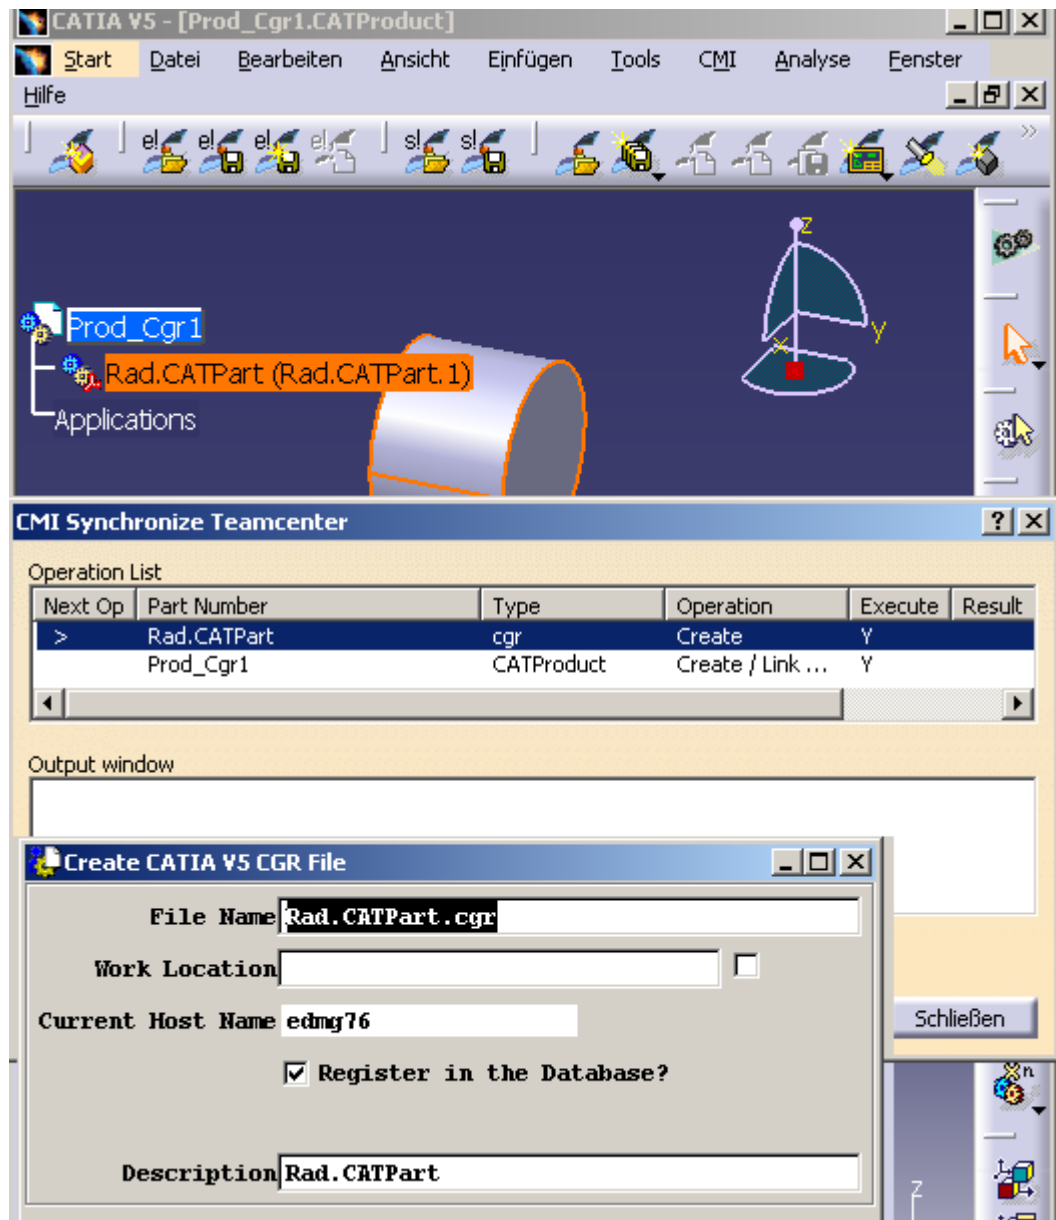 CATIA V5 - [Prod_Cgr1.CATProduct]
Start Datei Bearbeiten Ansicht Einfügen Tools CMI Analyse Fenster
Hilfe
e! e! e! e! s! s!
z
Prod_Cgr1
y
x
Rad.CATPart (Rad.CATPart.1)
Applications
CMI Synchronize Teamcenter
Operation List
Next Op Part Number Type Operation Execute Result
> Rad.CATPart cgr Create Y
Prod_Cgr1 CATProduct Create / Link ... Y
Output window
Create CATIA V5 CGR File
File Name Rad.CATPart.cgr
Work Location
Current Host Name edmg76
Schließen
Register in the Database?
Description Rad.CATPart
z